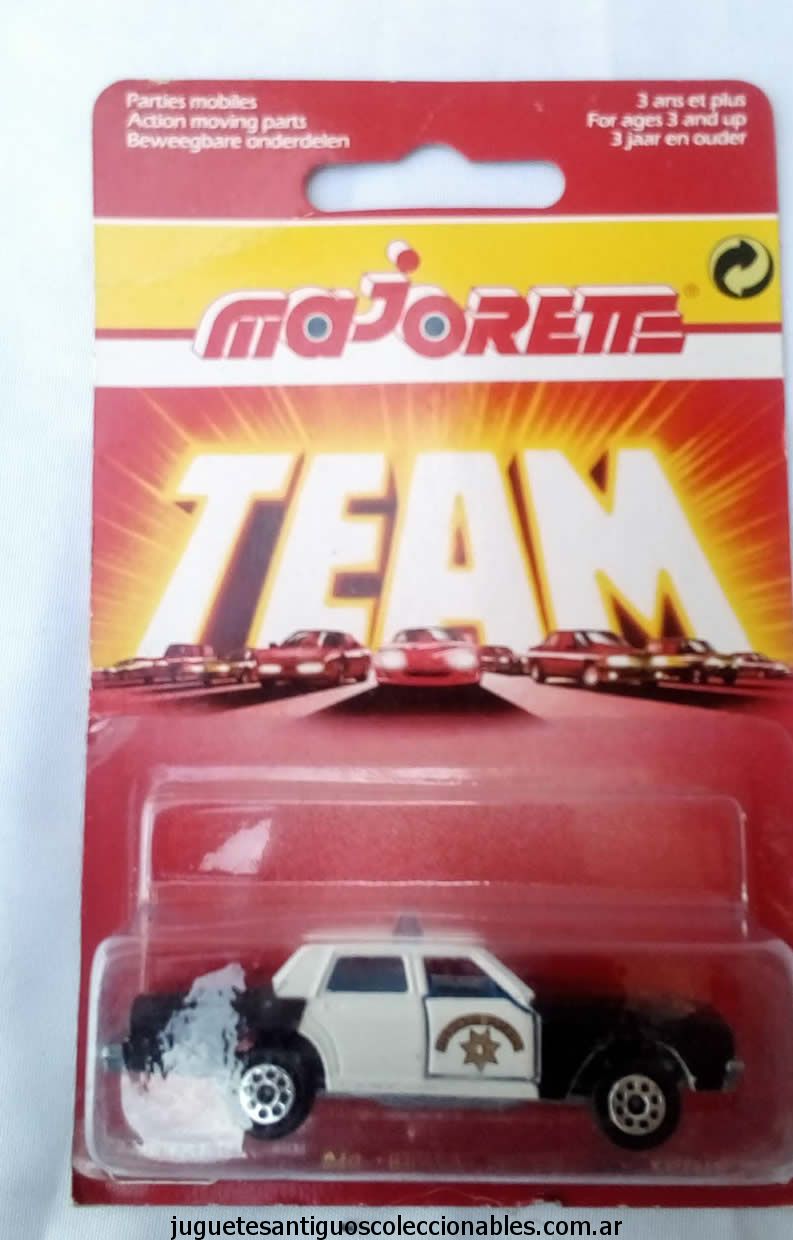 Parties mobiles
Action moving parts
Beweegbare onderdelen
3 ans et plus
For ages 3 and up
3 jaar en ouder
majorette®
TEAM
juguetesantiguoscoleccionables.com.ar